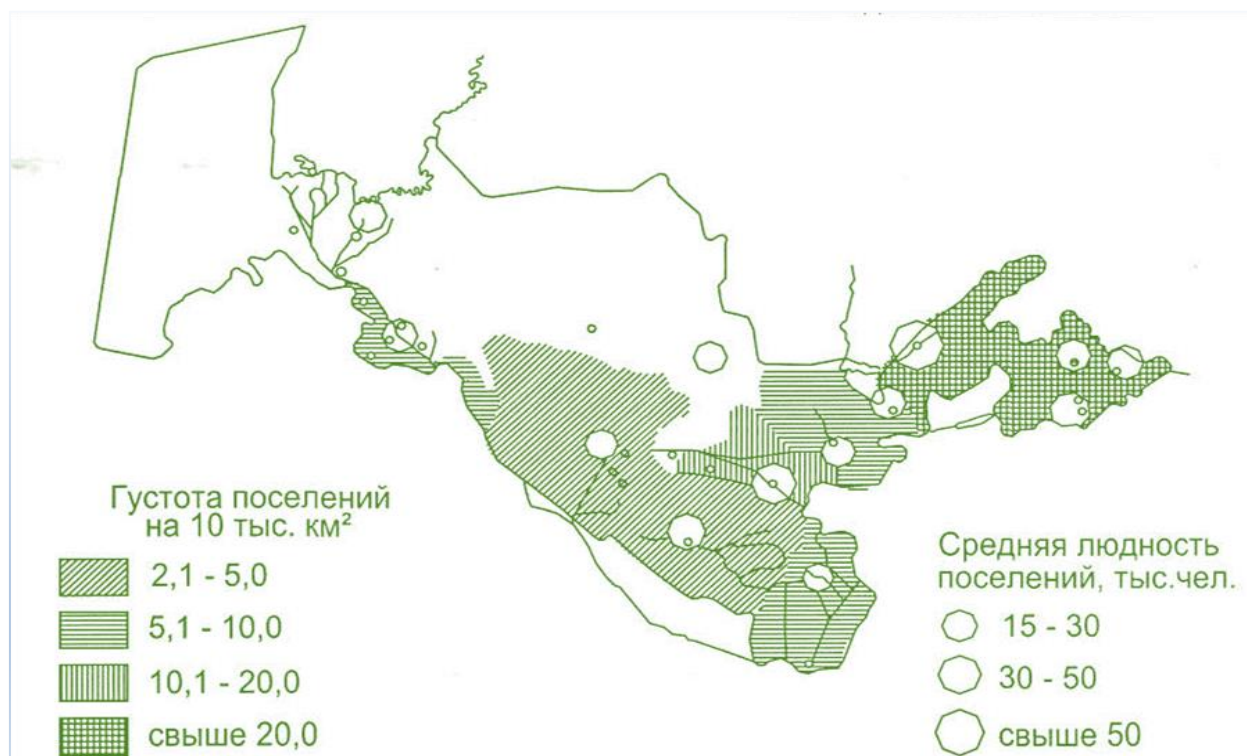 Густота поселений
на 10 тыс. км²
2,1 - 5,0
5,1 - 10,0
10,1 - 20,0
свыше 20,0
Средняя людность
поселений, тыс.чел.
15 - 30
30 - 50
свыше 50